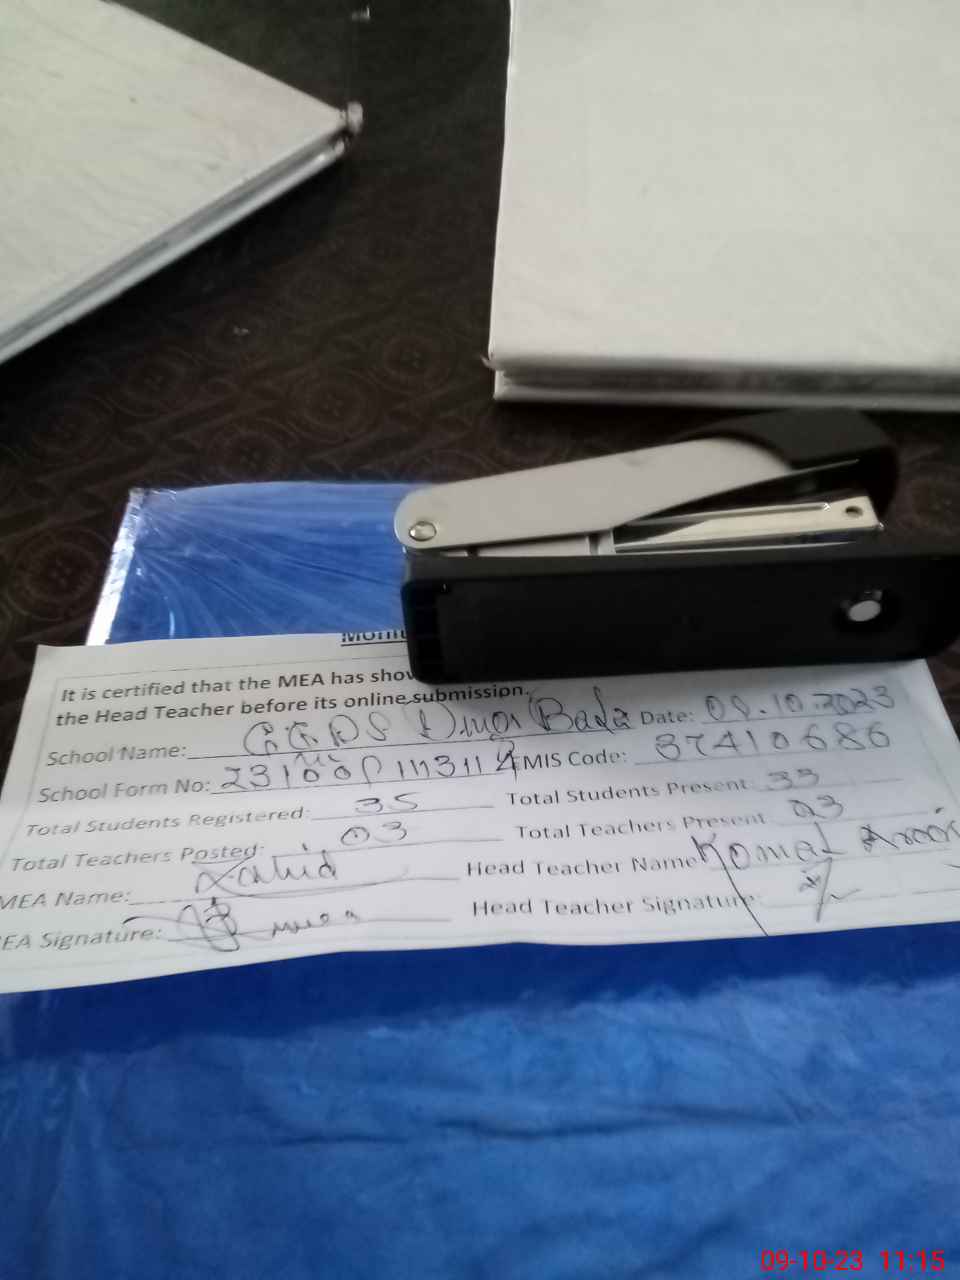 It is certified that the MEA has
the Head Teacher before its online submission.
School Name: GGPS Date: 09.10.2023
School Form No: EMIS Code: 37410686
Total Students Registered: 35 Total Students Present: 33
Total Teachers Posted: 03 Total Teachers Present: 03
MEA Name: Zahid Head Teacher Name Komal
EA Signature: Head Teacher Signature:
09-10-23 11:15